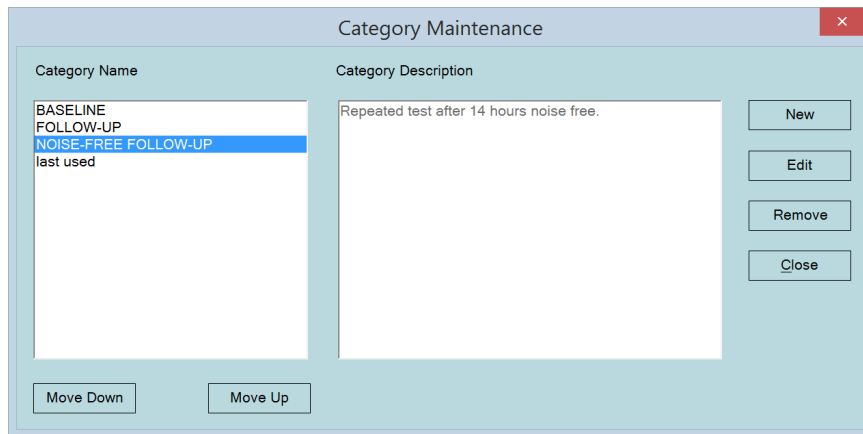 Category Maintenance
Category Name
Category Description
BASELINE
FOLLOW-UP
NOISE-FREE FOLLOW-UP
last used
Repeated test after 14 hours noise free.
New
Edit
Remove
Close
Move Down
Move Up